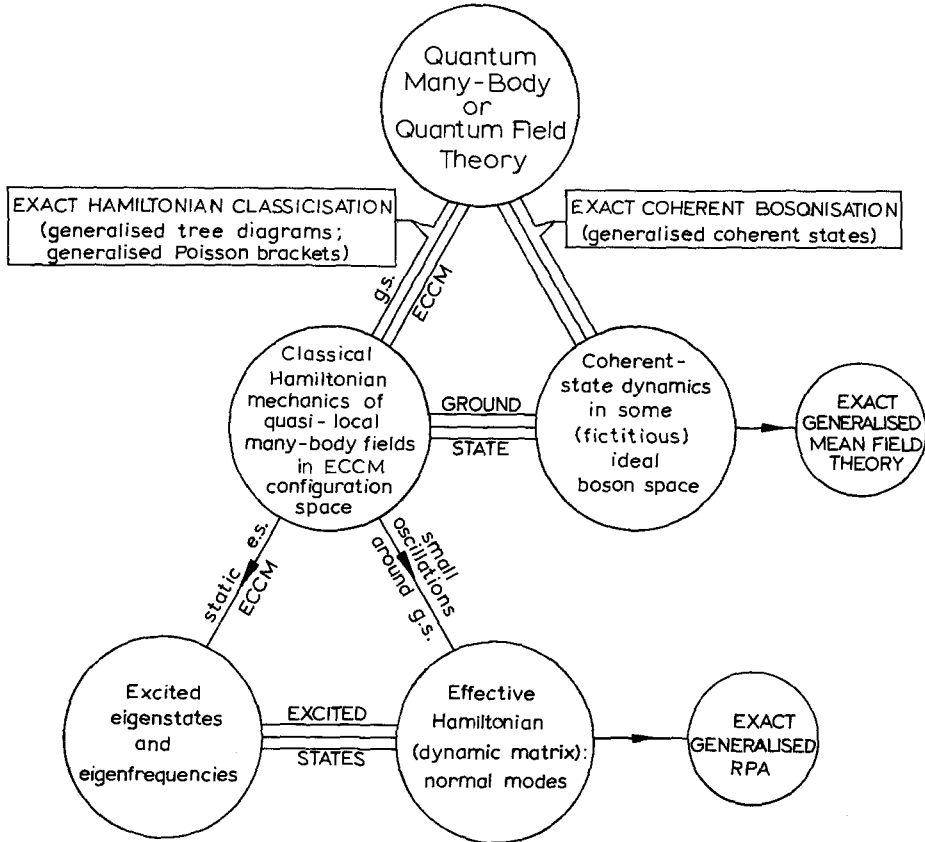 Quantum
Many-Body
or
Quantum Field
Theory
EXACT HAMILTONIAN CLASSICISATION
(generalised tree diagrams;
generalised Poisson brackets)
EXACT COHERENT BOSONISATION
(generalised coherent states)
g.s.
ECCM
Classical
Hamiltonian
mechanics of
quasi-local
many-body fields
in ECCM
configuration
space
GROUND
STATE
Coherent-
state dynamics
in some
(fictitious)
ideal
boson space
EXACT
GENERALISED
MEAN FIELD
THEORY
static e.s.
ECCM
small
oscillations
around g.s.
Excited
eigenstates
and
eigenfrequencies
EXCITED
STATES
Effective
Hamiltonian
(dynamic matrix):
normal modes
EXACT
GENERALISED
RPA